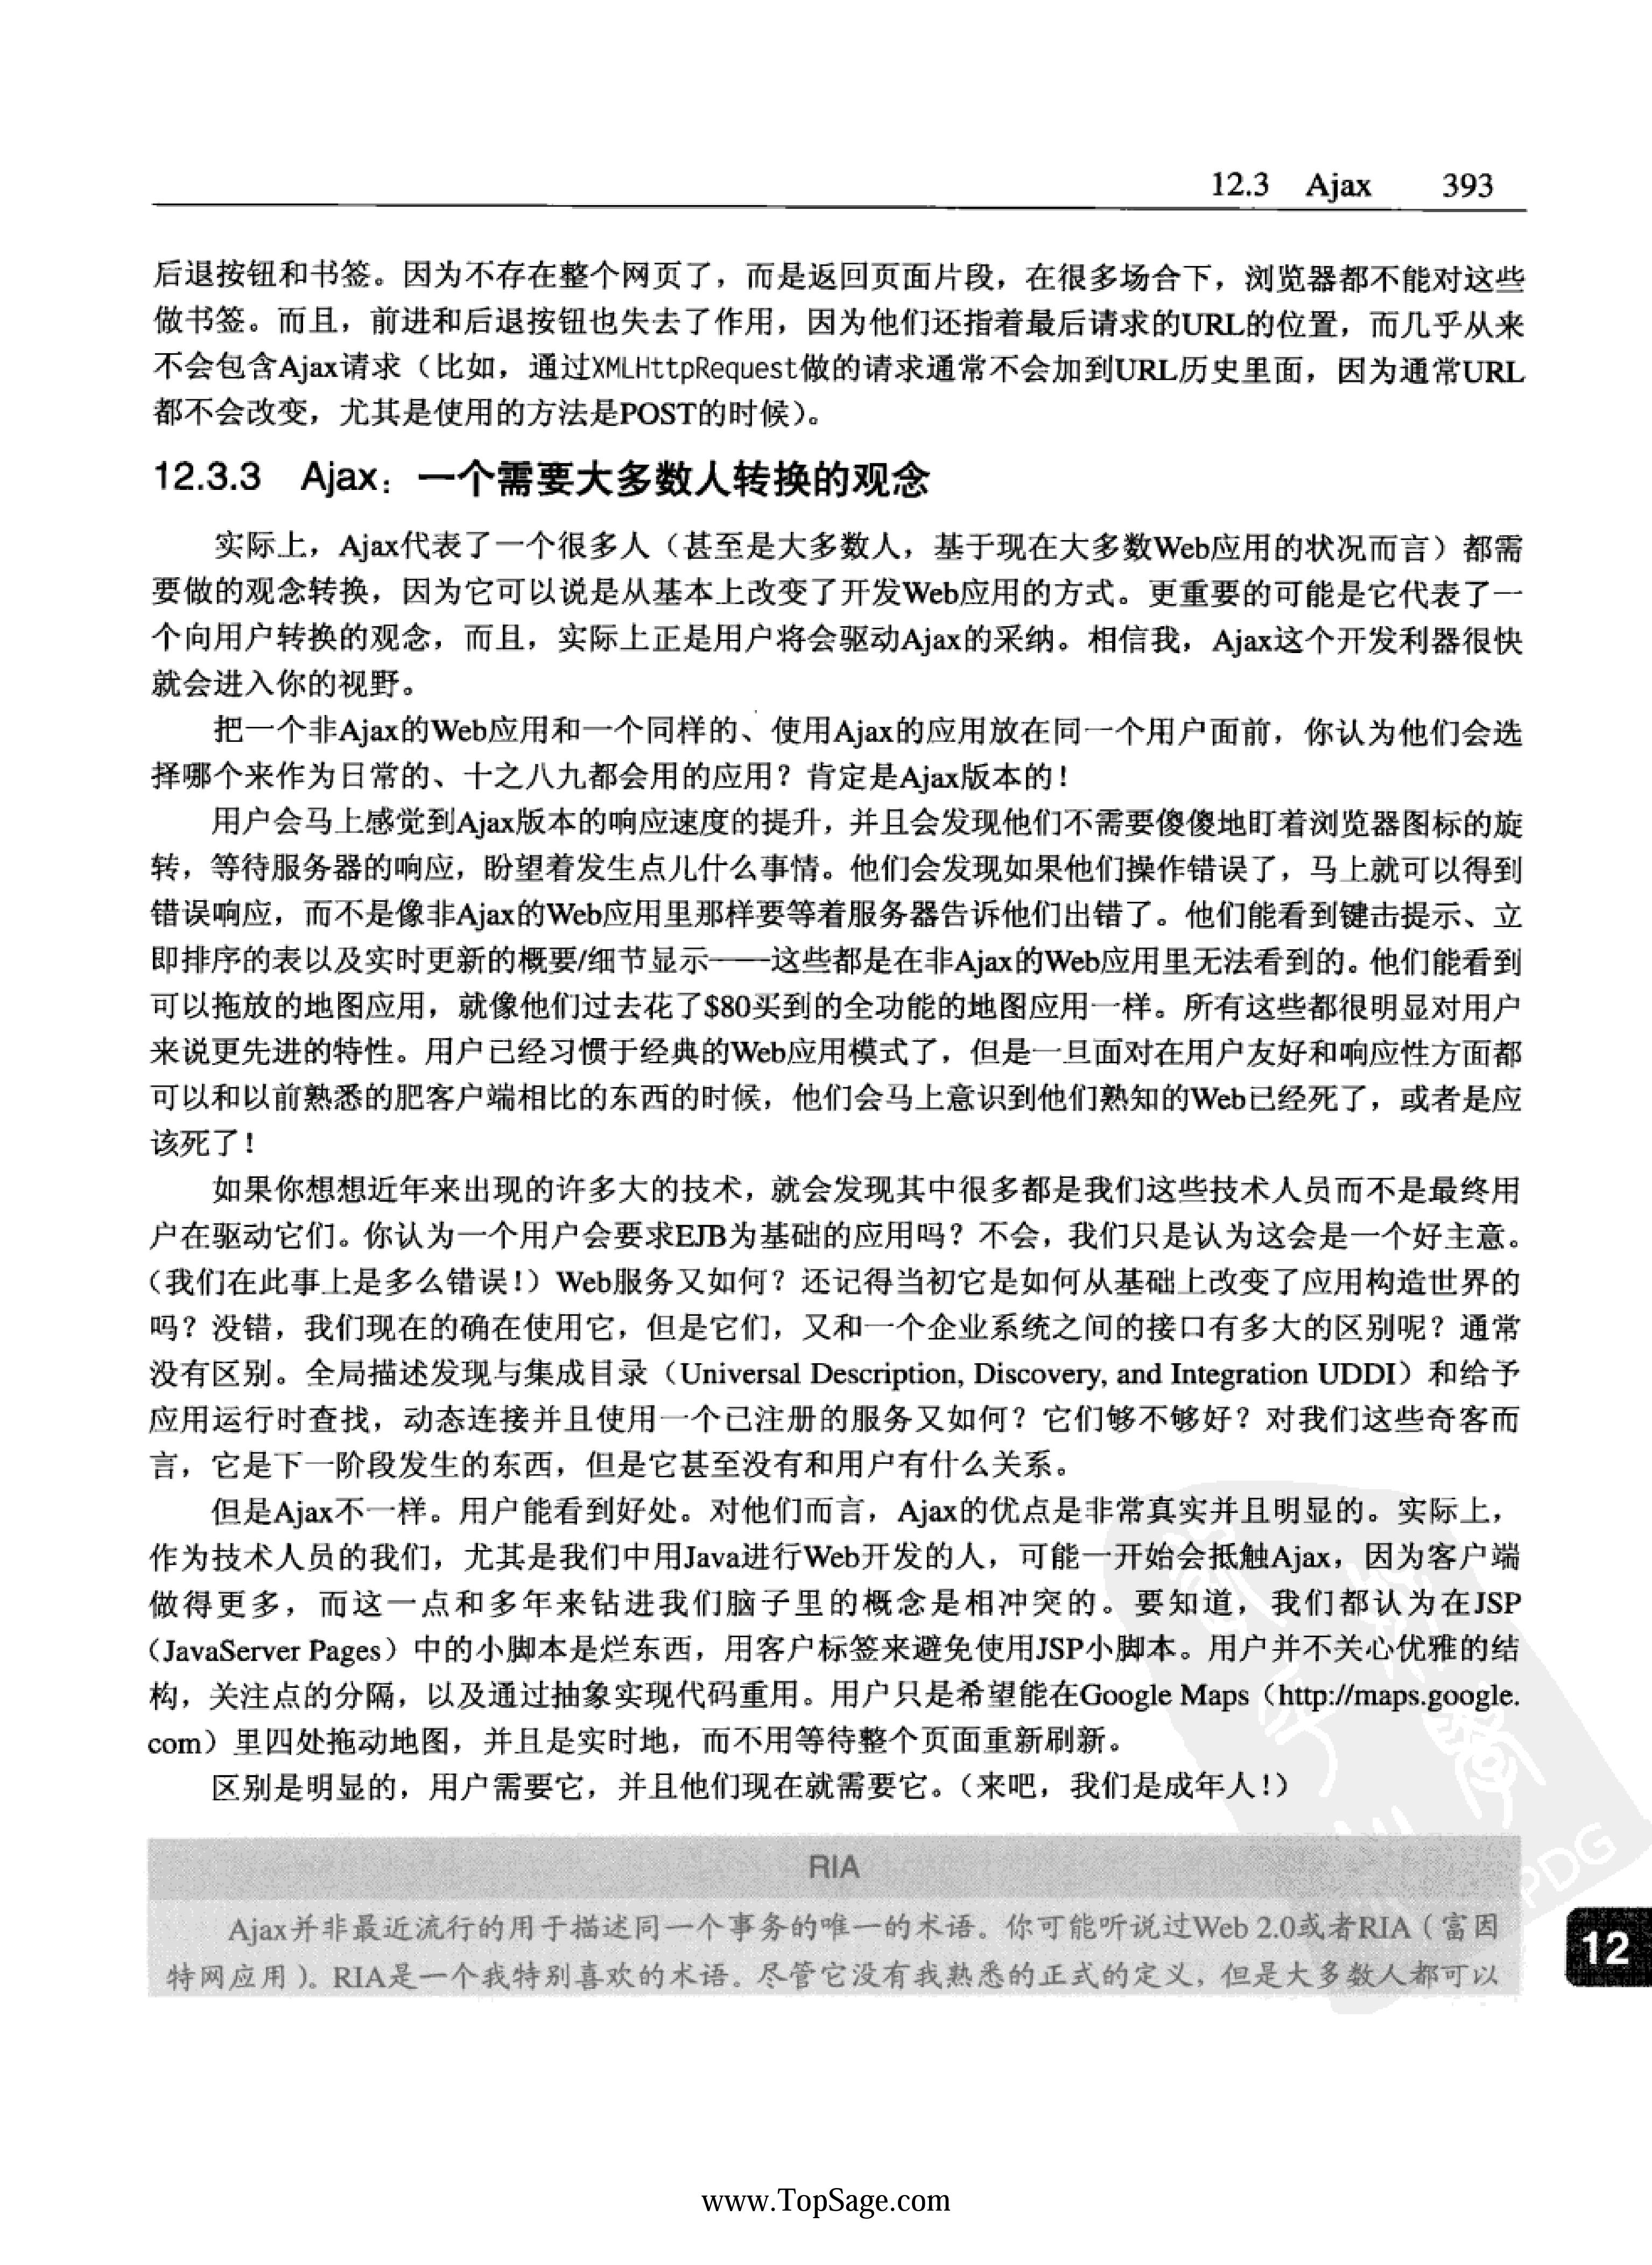 12.3 Ajax 393
后退按钮和书签。因为不存在整个网页了，而是返回页面片段，在很多场合下，浏览器都不能对这些
做书签。而且，前进和后退按钮也失去了作用，因为他们还指着最后请求的URL的位置，而几乎从来
不会包含Ajax请求（比如，通过XMLHttpRequest做的请求通常不会加到URL历史里面，因为通常URL
都不会改变，尤其是使用的方法是POST的时候）。
12.3.3 Ajax：一个需要大多数人转换的观念
实际上，Ajax代表了一个很多人（甚至是大多数人，基于现在大多数Web应用的状况而言）都需
要做的观念转换，因为它可以说是从基本上改变了开发Web应用的方式。更重要的可能是它代表了一
个向用户转换的观念，而且，实际上正是用户将会驱动Ajax的采纳。相信我，Ajax这个开发利器很快
就会进入你的视野。
把一个非Ajax的Web应用和一个同样的、使用Ajax的应用放在同一个用户面前，你认为他们会选
择哪个来作为日常的、十之八九都会用的应用？肯定是Ajax版本的！
用户会马上感觉到Ajax版本的响应速度的提升，并且会发现他们不需要傻傻地盯着浏览器图标的旋
转，等待服务器的响应，盼望着发生点儿什么事情。他们会发现如果他们操作错误了，马上就可以得到
错误响应，而不是像非Ajax的Web应用里那样要等着服务器告诉他们出错了。他们能看到键击提示、立
即排序的表以及实时更新的概要/细节显示——这些都是在非Ajax的Web应用里无法看到的。他们能看到
可以拖放的地图应用，就像他们过去花了$80买到的全功能的地图应用一样。所有这些都很明显对用户
来说更先进的特性。用户已经习惯于经典的Web应用模式了，但是一旦面对在用户友好和响应性方面都
可以和以前熟悉的肥客户端相比的东西的时候，他们会马上意识到他们熟知的Web已经死了，或者是应
该死了！
如果你想想近年来出现的许多大的技术，就会发现其中很多都是我们这些技术人员而不是最终用
户在驱动它们。你认为一个用户会要求EJB为基础的应用吗？不会，我们只是认为这会是一个好主意。
（我们在此事上是多么错误！）Web服务又如何？还记得当初它是如何从基础上改变了应用构造世界的
吗？没错，我们现在的确在使用它，但是它们，又和一个企业系统之间的接口有多大的区别呢？通常
没有区别。全局描述发现与集成目录（Universal Description, Discovery, and Integration UDDI）和给予
应用运行时查找，动态连接并且使用一个已注册的服务又如何？它们够不够好？对我们这些奇客而
言，它是下一阶段发生的东西，但是它甚至没有和用户有什么关系。
但是Ajax不一样。用户能看到好处。对他们而言，Ajax的优点是非常真实并且明显的。实际上，
作为技术人员的我们，尤其是我们中用Java进行Web开发的人，可能一开始会抵触Ajax，因为客户端
做得更多，而这一点和多年来钻进我们脑子里的概念是相冲突的。要知道，我们都认为在JSP
（JavaServer Pages）中的小脚本是烂东西，用客户标签来避免使用JSP小脚本。用户并不关心优雅的结
构，关注点的分隔，以及通过抽象实现代码重用。用户只是希望能在Google Maps（http://maps.google.
com）里四处拖动地图，并且是实时地，而不用等待整个页面重新刷新。
区别是明显的，用户需要它，并且他们现在就需要它。（来吧，我们是成年人！）
RIA
Ajax并非最近流行的用于描述同一个事务的唯一的术语。你可能听说过Web 2.0或者RIA（富因
特网应用）。RIA是一个我特别喜欢的术语。尽管它没有我熟悉的正式的定义，但是大多数人都可以
12
PDG
www.TopSage.com